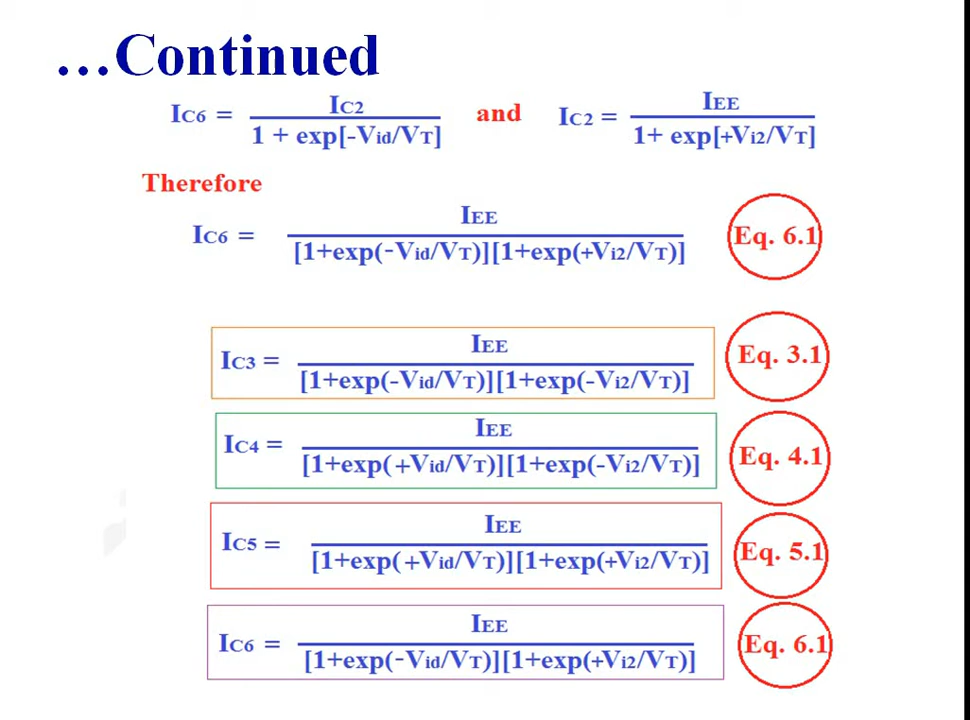 …Continued
IC6 = IC2 / 1 + exp[-Vid/VT] and IC2 = IEE / 1+ exp[+Vi2/VT]
Therefore
IC6 = IEE / [1+exp(-Vid/VT)][1+exp(+Vi2/VT)] Eq. 6.1
IC3 = IEE / [1+exp(-Vid/VT)][1+exp(-Vi2/VT)] Eq. 3.1
IC4 = IEE / [1+exp(+Vid/VT)][1+exp(-Vi2/VT)] Eq. 4.1
IC5 = IEE / [1+exp(+Vid/VT)][1+exp(+Vi2/VT)] Eq. 5.1
IC6 = IEE / [1+exp(-Vid/VT)][1+exp(+Vi2/VT)] Eq. 6.1